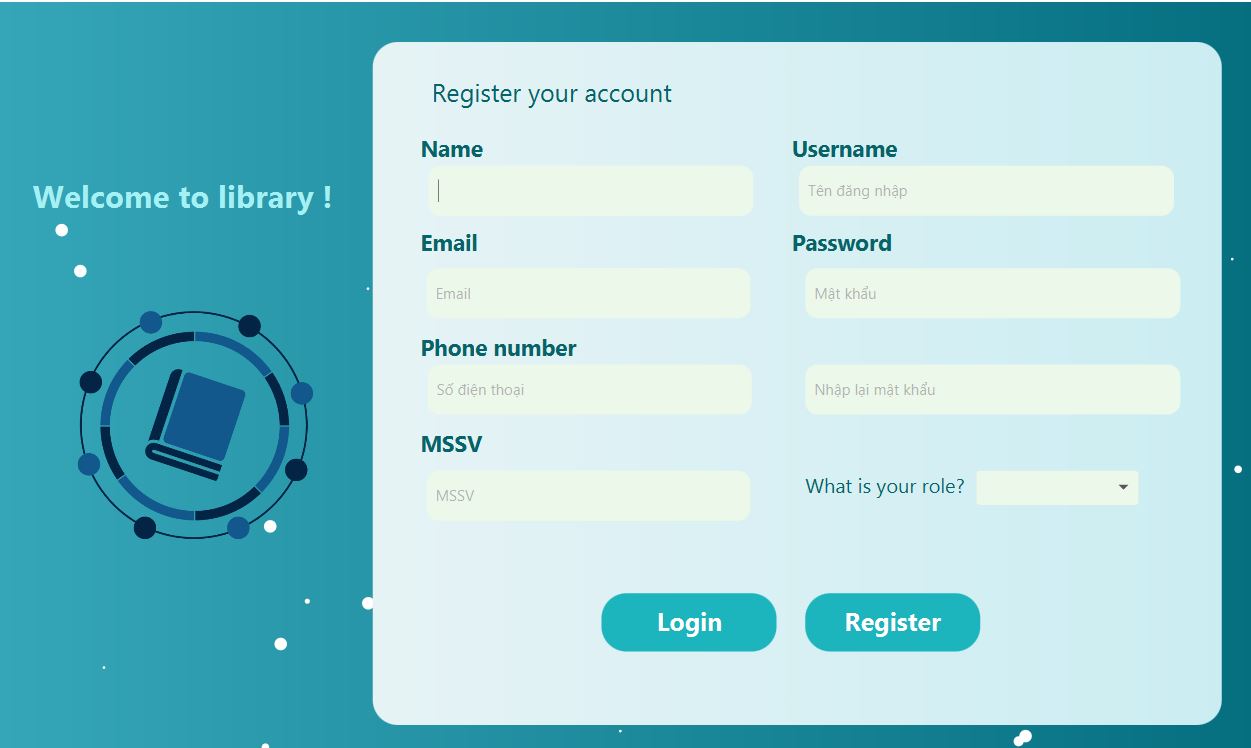 Welcome to library !
Register your account
Name
Username
Tên đăng nhập
Email
Password
Email
Mật khẩu
Phone number
Số điện thoại
Nhập lại mật khẩu
MSSV
MSSV
What is your role?
Login
Register